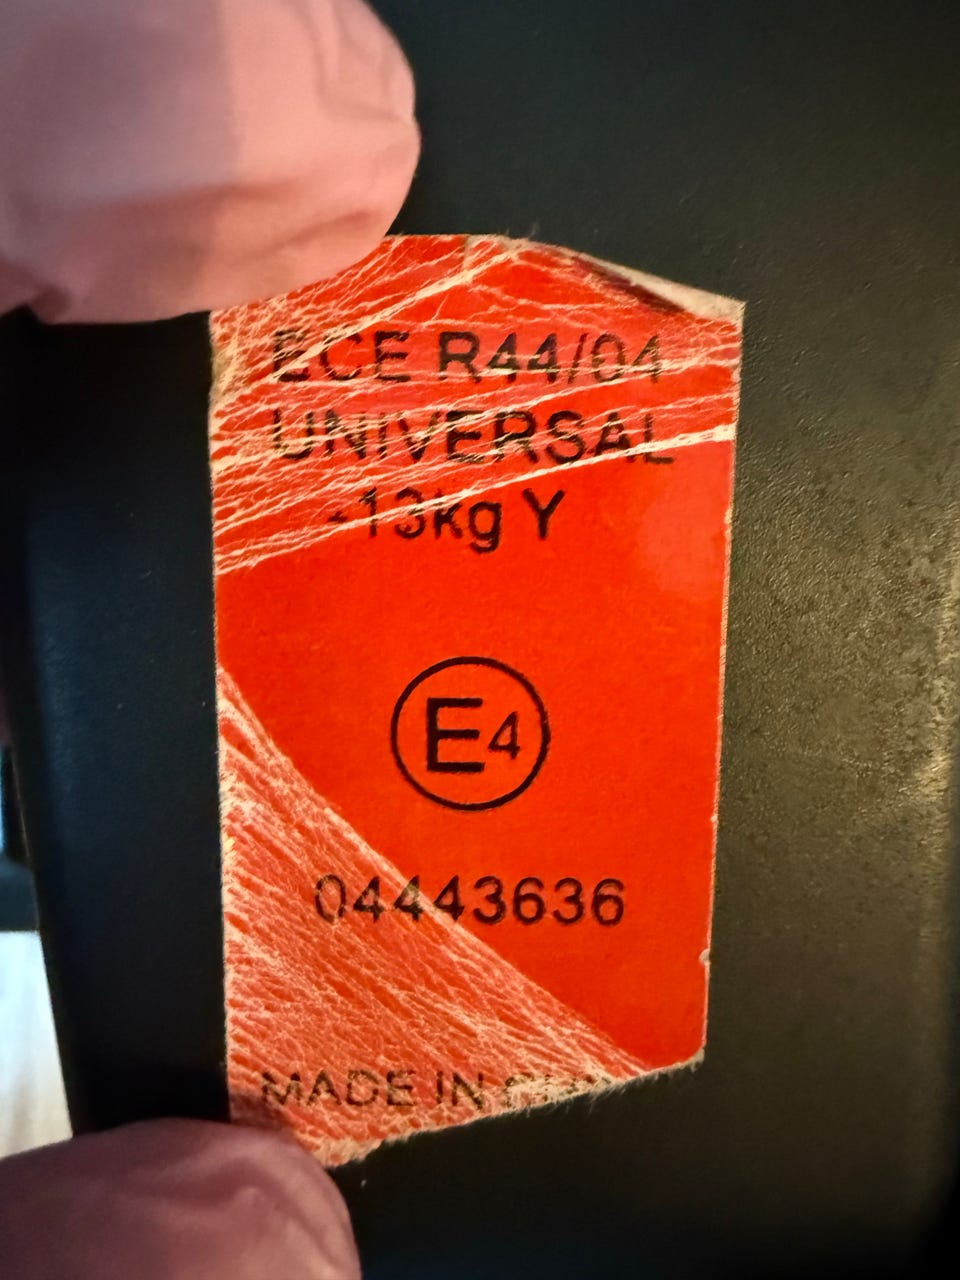 ECE R44/04
UNIVERSAL
-13kg Y
E4
04443636
MADE IN